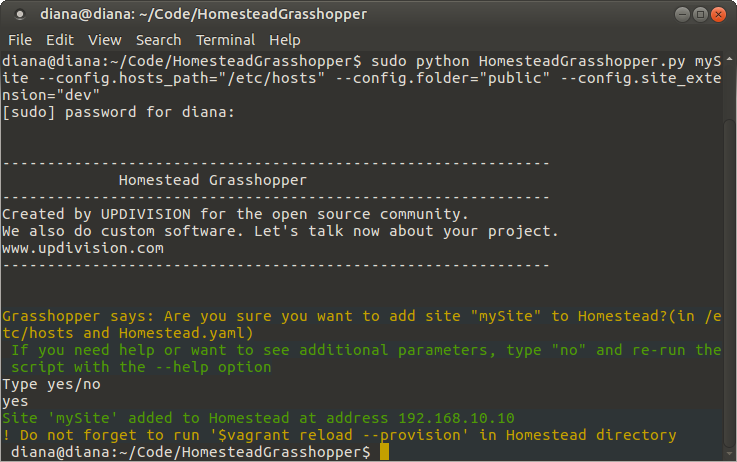 diana@diana: ~/Code/HomesteadGrasshopper
File Edit View Search Terminal Help
diana@diana:~/Code/HomesteadGrasshopper$ sudo python HomesteadGrasshopper.py myS
ite --config.hosts_path="/etc/hosts" --config.folder="public" --config.site_exte
nsion="dev"
[sudo] password for diana:
------------------------------------------------------------
Homestead Grasshopper
------------------------------------------------------------
Created by UPDIVISION for the open source community.
We also do custom software. Let's talk now about your project.
www.updivision.com
------------------------------------------------------------
Grasshopper says: Are you sure you want to add site "mySite" to Homestead?(in /e
tc/hosts and Homestead.yaml)
If you need help or want to see additional parameters, type "no" and re-run the
script with the --help option
Type yes/no
yes
Site 'mySite' added to Homestead at address 192.168.10.10
! Do not forget to run '$vagrant reload --provision' in Homestead directory
diana@diana:~/Code/HomesteadGrasshopper$